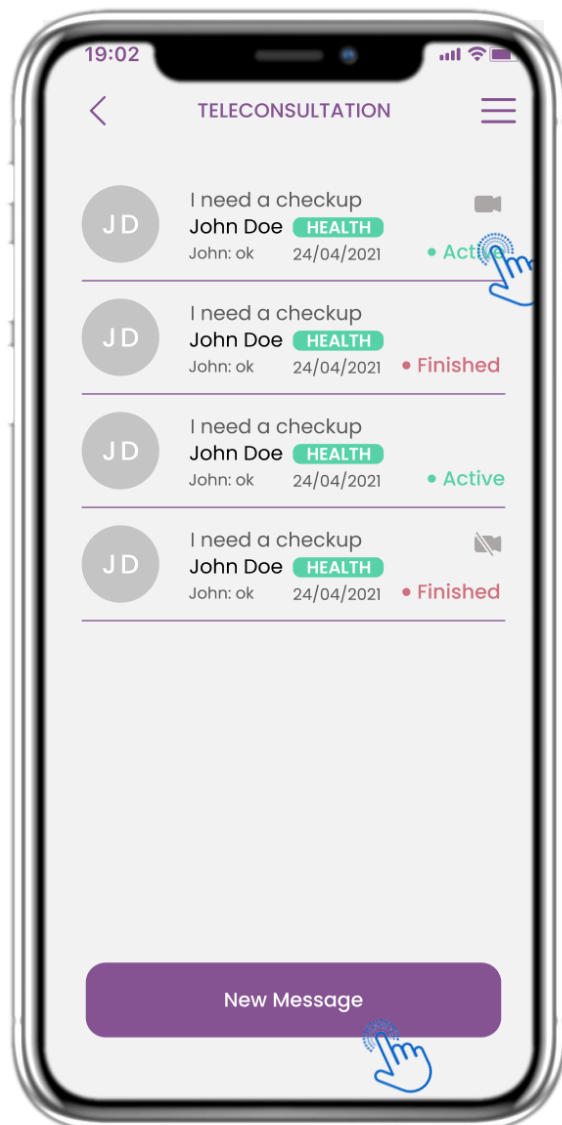 19:02
TELECONSULTATION
JD
I need a checkup
John Doe HEALTH
John: ok 24/04/2021 • Active
JD
I need a checkup
John Doe HEALTH
John: ok 24/04/2021 • Finished
JD
I need a checkup
John Doe HEALTH
John: ok 24/04/2021 • Active
JD
I need a checkup
John Doe HEALTH
John: ok 24/04/2021 • Finished
New Message